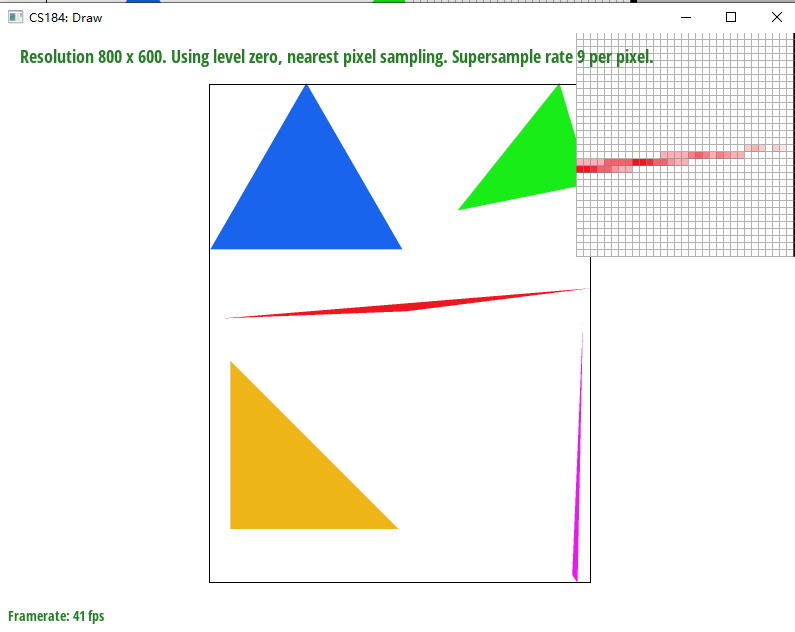 CS184: Draw
Resolution 800 x 600. Using level zero, nearest pixel sampling. Supersample rate 9 per pixel.
Framerate: 41 fps